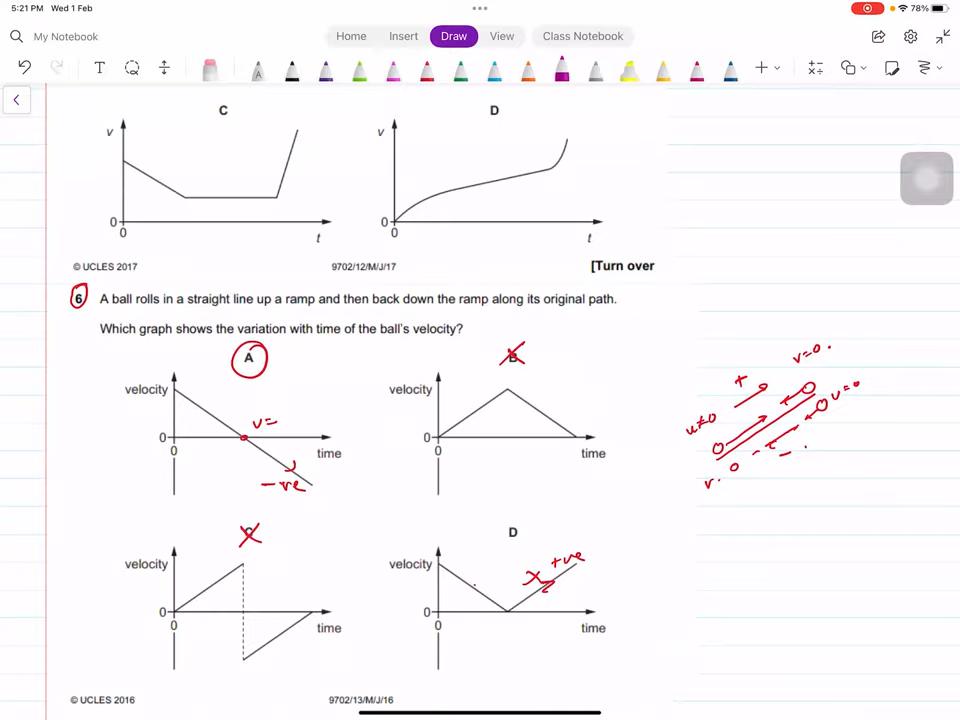 5:21 PM Wed 1 Feb
78%
My Notebook
Home Insert Draw View Class Notebook
T
A
C D
v v
0 0
0 t 0 t
© UCLES 2017 9702/12/M/J/17 [Turn over
6 A ball rolls in a straight line up a ramp and then back down the ramp along its original path.
Which graph shows the variation with time of the ball's velocity?
A B
velocity velocity
0 0
0 time 0 time
v=
-ve
C D
velocity velocity
+ve
0 0
0 time 0 time
v=0
+
v=0
u≠0
© UCLES 2016 9702/13/M/J/16